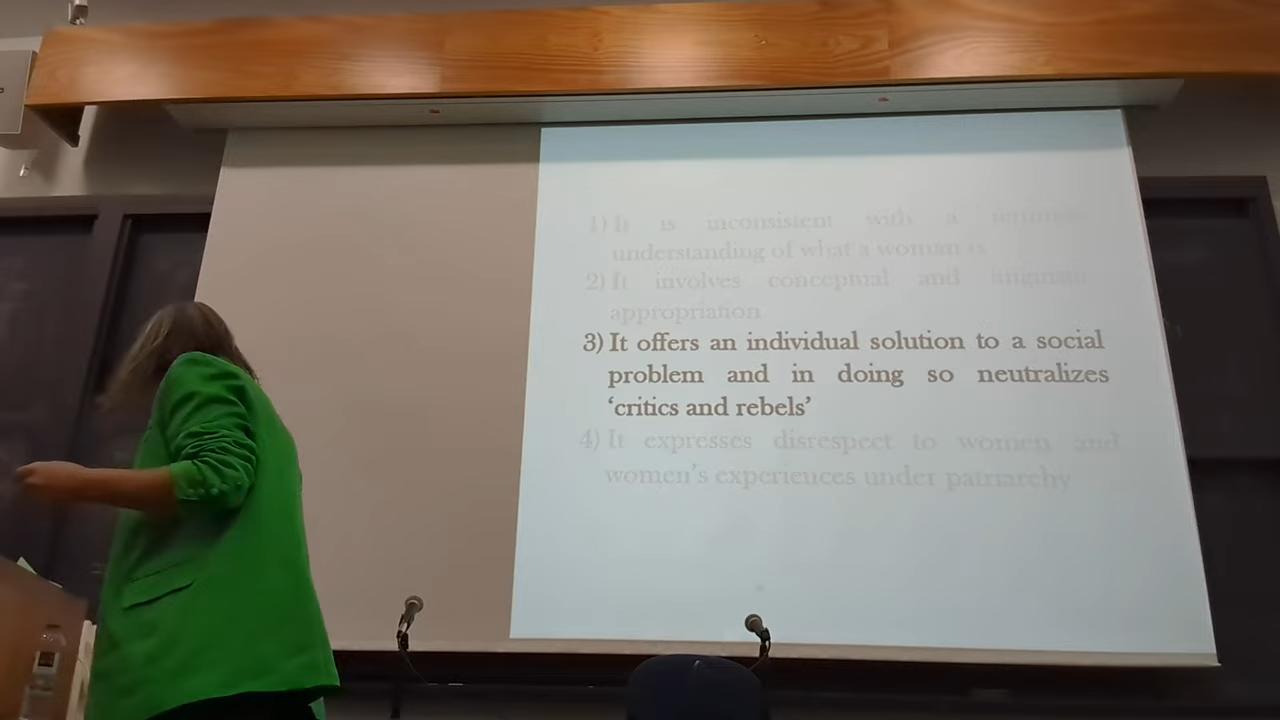 1) It is inconsistent with a feminist
understanding of what a woman is
2) It involves conceptual and linguistic
appropriation
3) It offers an individual solution to a social
problem and in doing so neutralizes
‘critics and rebels’
4) It expresses disrespect to women and
women’s experiences under patriarchy